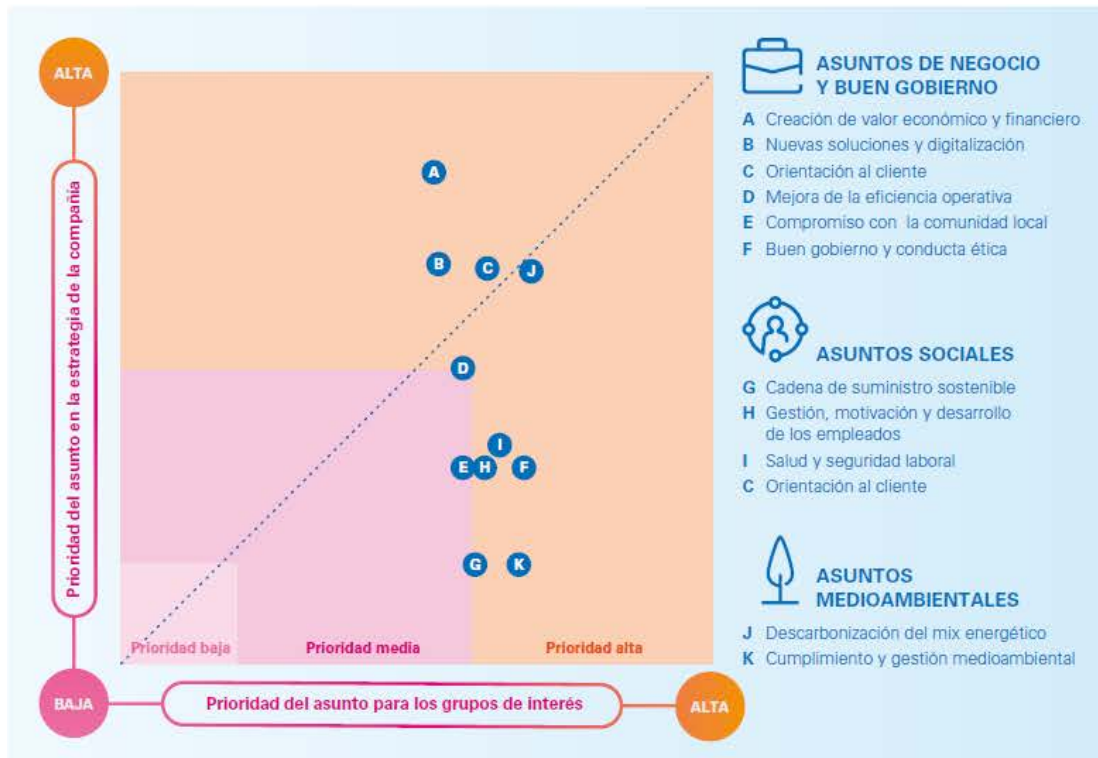 ALTA
Prioridad del asunto en la estrategia de la compañía
BAJA
A
B
C
J
D
I
E
H
F
G
K
Prioridad baja
Prioridad media
Prioridad alta
Prioridad del asunto para los grupos de interés
ALTA
ASUNTOS DE NEGOCIO
Y BUEN GOBIERNO
A Creación de valor económico y financiero
B Nuevas soluciones y digitalización
C Orientación al cliente
D Mejora de la eficiencia operativa
E Compromiso con la comunidad local
F Buen gobierno y conducta ética
ASUNTOS SOCIALES
G Cadena de suministro sostenible
H Gestión, motivación y desarrollo
de los empleados
I Salud y seguridad laboral
C Orientación al cliente
ASUNTOS
MEDIOAMBIENTALES
J Descarbonización del mix energético
K Cumplimiento y gestión medioambiental